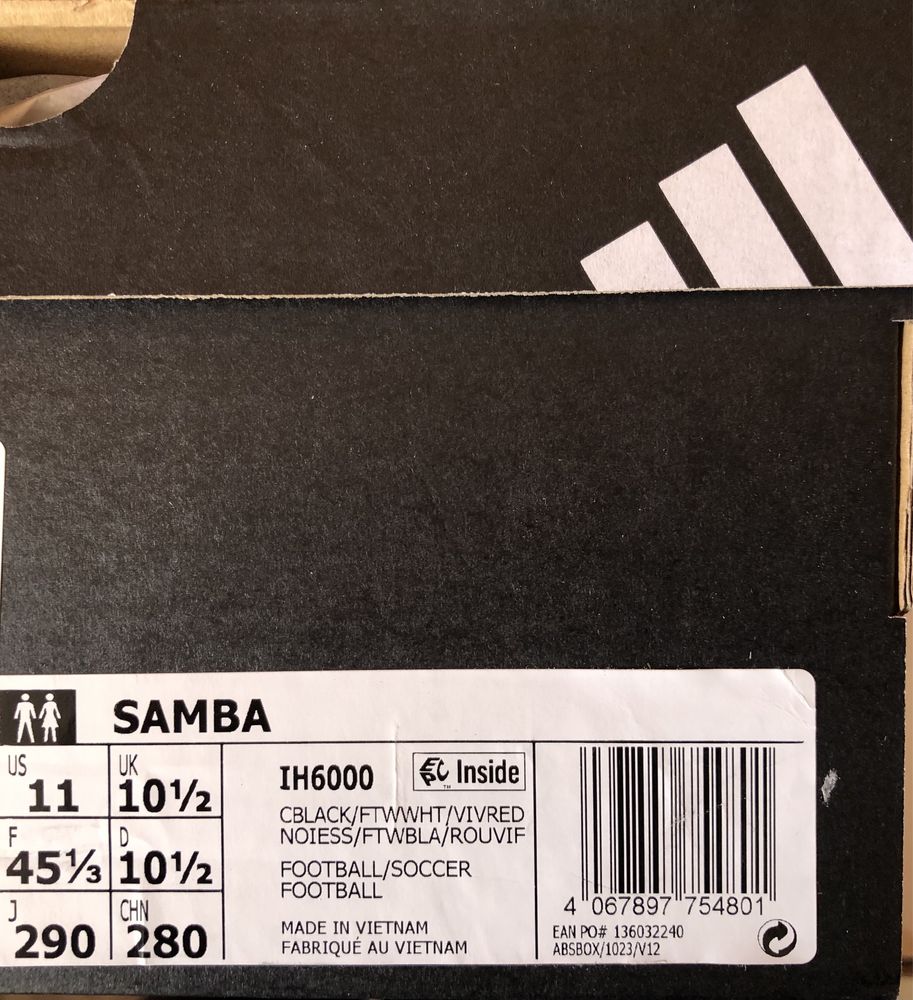 SAMBA
US 11 UK 10½
F 45⅓ D 10½
J 290 CHN 280
IH6000 Inside
TM
CBLACK/FTWWHT/VIVRED
NOIESS/FTWBLA/ROUVIF
FOOTBALL/SOCCER
FOOTBALL
MADE IN VIETNAM
FABRIQUÉ AU VIETNAM
4 067897 754801
EAN PO# 136032240
ABSBOX/1023/V12